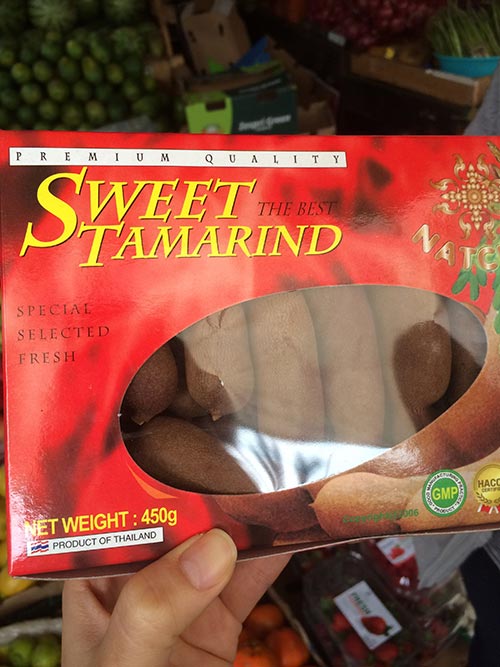 PREMIUM QUALITY
SWEET THE BEST
TAMARIND
SPECIAL
SELECTED
FRESH
NET WEIGHT : 450g
PRODUCT OF THAILAND
GMP